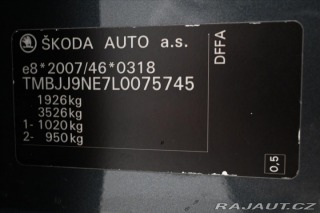 ŠKODA AUTO a.s.
e8*2007/46*0318
TMBJJ9NE7L0075745
1926kg
3526kg
1- 1020kg
2- 950kg
DFFA
0,5
RAJAUT.CZ